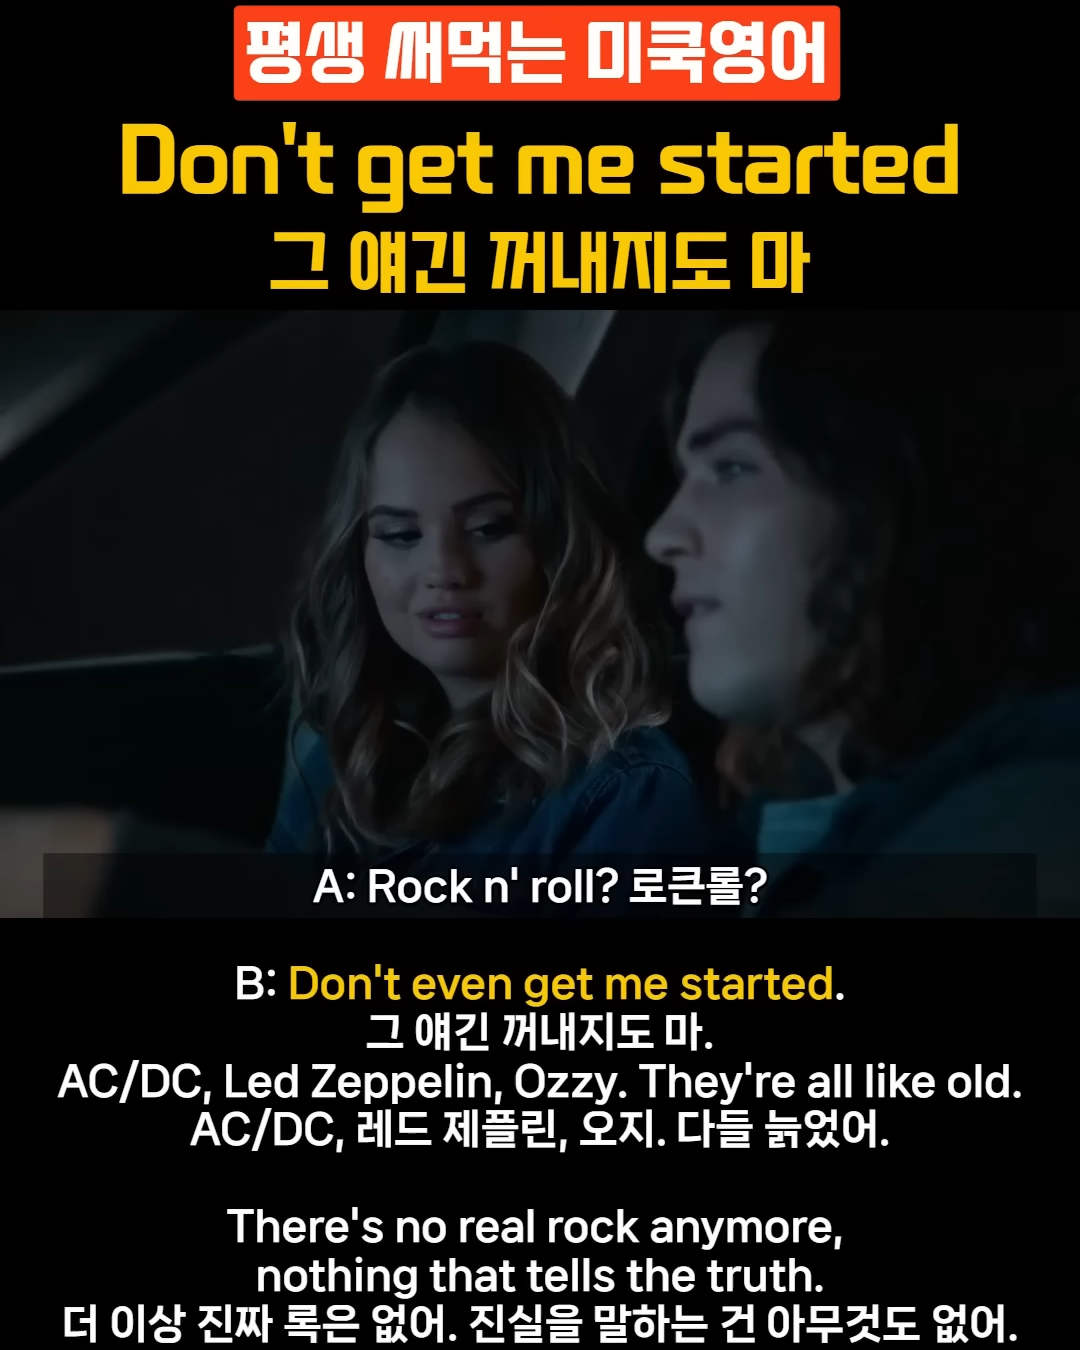 평생 써먹는 미쿡영어
Don't get me started
그 얘긴 꺼내지도 마
A: Rock n' roll? 로큰롤?
B: Don't even get me started.
그 얘긴 꺼내지도 마.
AC/DC, Led Zeppelin, Ozzy. They're all like old.
AC/DC, 레드 제플린, 오지. 다들 늙었어.
There's no real rock anymore,
nothing that tells the truth.
더 이상 진짜 록은 없어. 진실을 말하는 건 아무것도 없어.